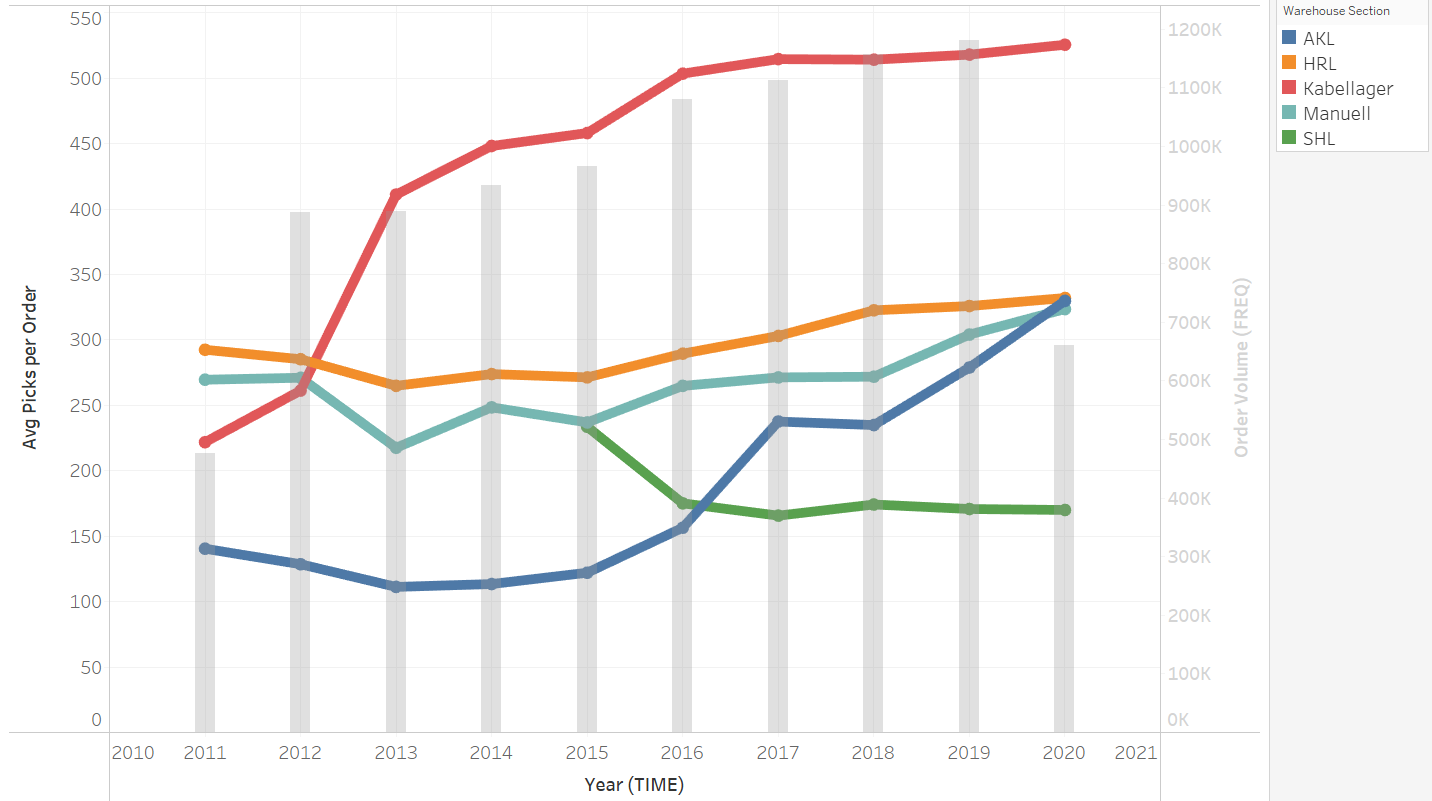 Avg Picks per Order
550
500
450
400
350
300
250
200
150
100
50
0
1200K
1100K
1000K
900K
800K
700K
600K
500K
400K
300K
200K
100K
0K
Order Volume (FREQ)
2010 2011 2012 2013 2014 2015 2016 2017 2018 2019 2020 2021
Year (TIME)
Warehouse Section
AKL
HRL
Kabellager
Manuell
SHL